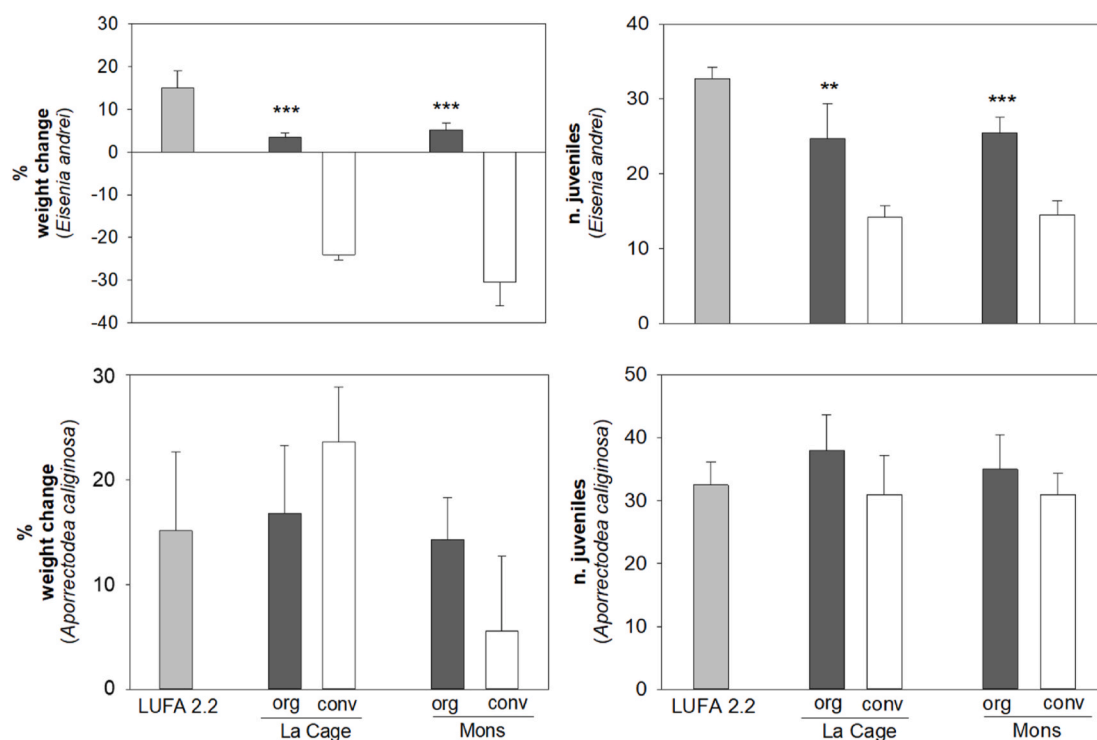 %
weight change
(Eisenia andrei)
30
20
10
0
-10
-20
-30
-40
***
***
n. juveniles
(Eisenia andrei)
40
30
20
10
0
**
***
%
weight change
(Aporrectodea caliginosa)
30
20
10
0
LUFA 2.2
org
conv
org
conv
La Cage
Mons
n. juveniles
(Aporrectodea caliginosa)
50
40
30
20
10
0
LUFA 2.2
org
conv
org
conv
La Cage
Mons